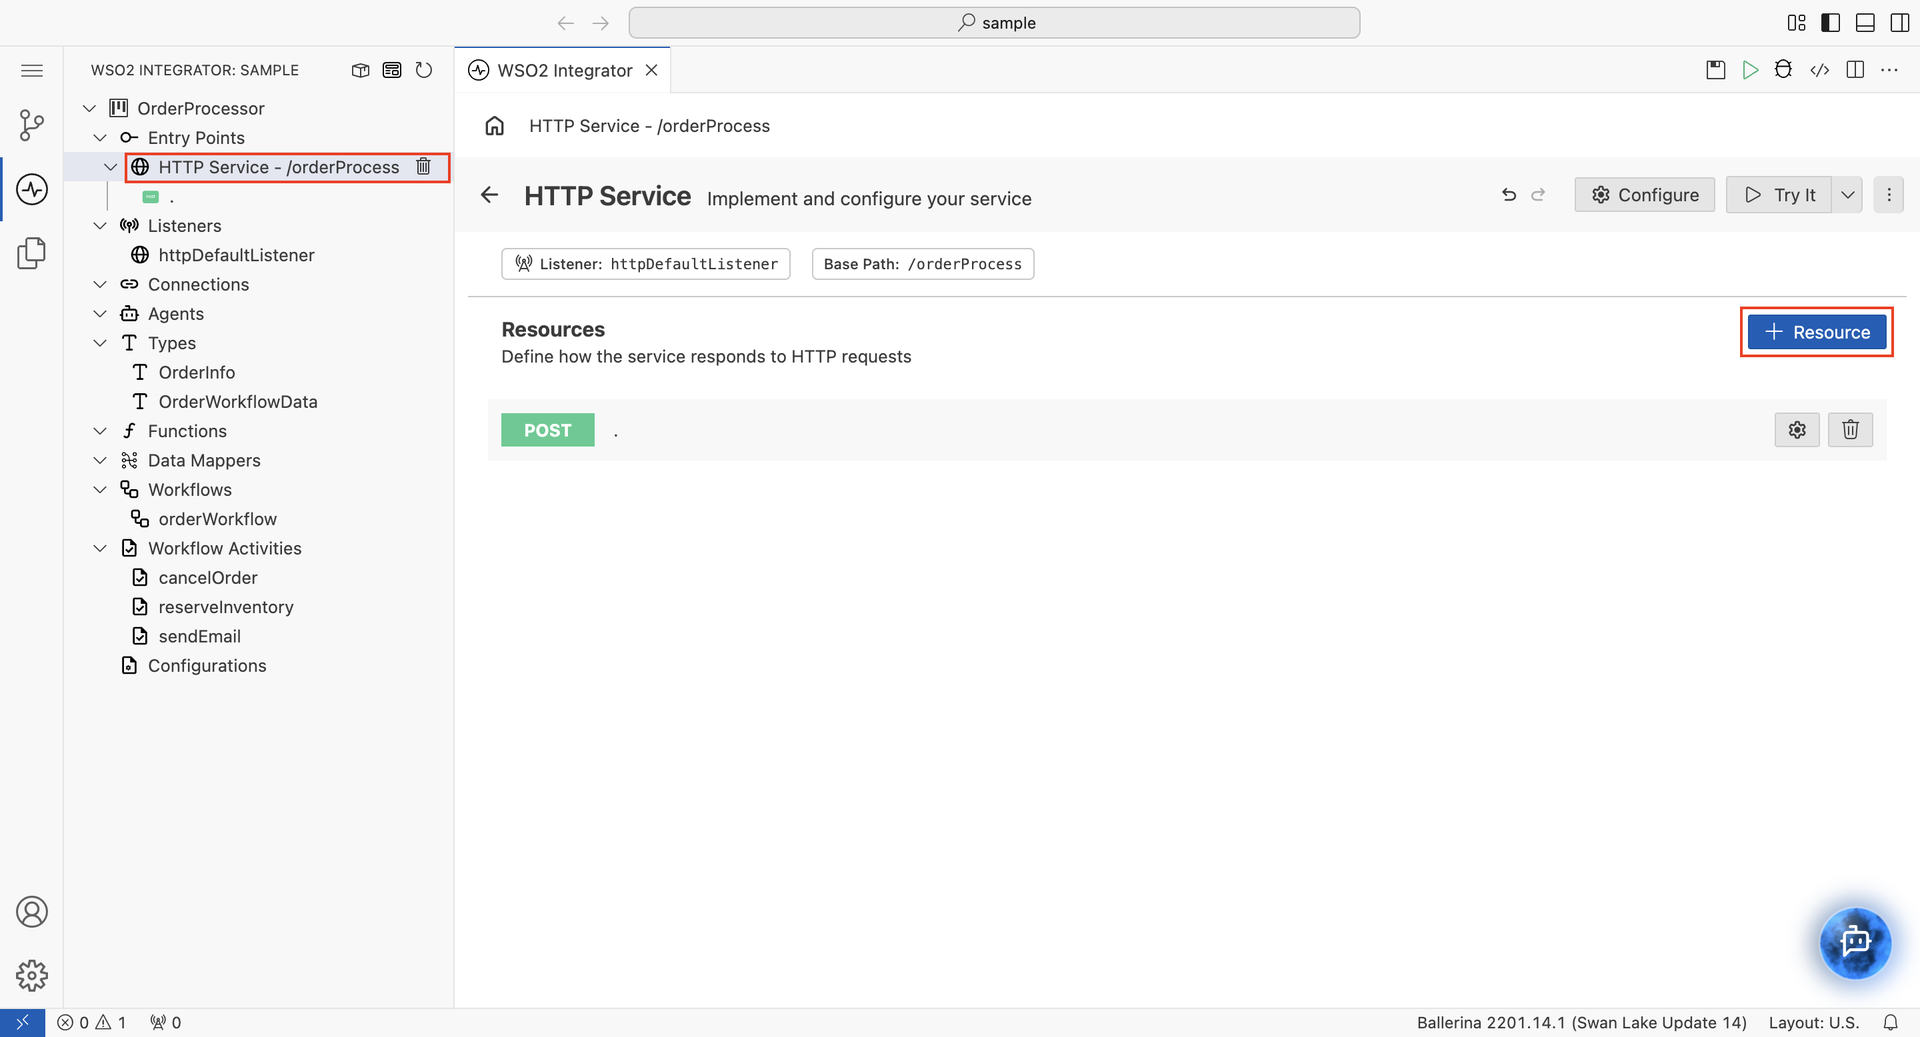 sample
WSO2 INTEGRATOR: SAMPLE
OrderProcessor
Entry Points
HTTP Service - /orderProcess
.
Listeners
httpDefaultListener
Connections
Agents
Types
OrderInfo
OrderWorkflowData
Functions
Data Mappers
Workflows
orderWorkflow
Workflow Activities
cancelOrder
reserveInventory
sendEmail
Configurations
WSO2 Integrator
HTTP Service - /orderProcess
HTTP Service Implement and configure your service
Configure
Try It
Listener: httpDefaultListener
Base Path: /orderProcess
Resources
Define how the service responds to HTTP requests
Resource
POST .
0 1 0
Ballerina 2201.14.1 (Swan Lake Update 14) Layout: U.S.